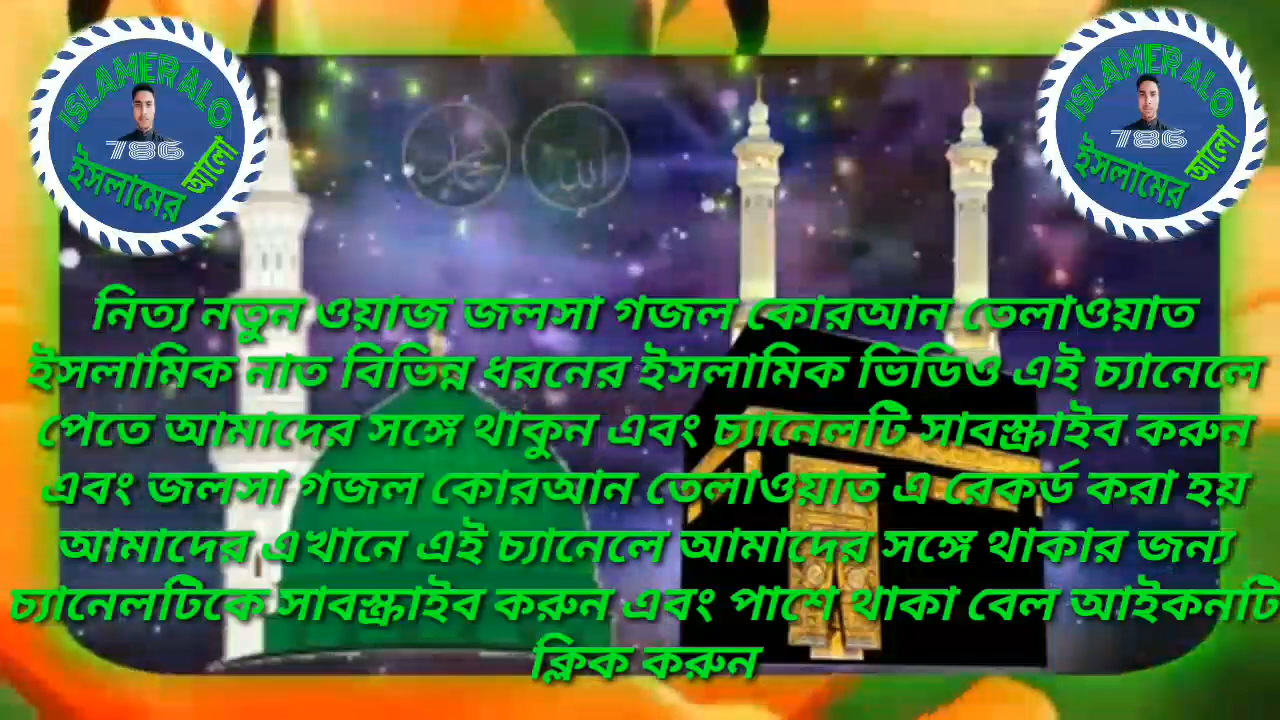 ISLAMER ALO
786
ইসলামের আলো
ISLAMER ALO
786
ইসলামের আলো
محمد
الله
নিত্য নতুন ওয়াজ জলসা গজল কোরআন তেলাওয়াত
ইসলামিক নাত বিভিন্ন ধরনের ইসলামিক ভিডিও এই চ্যানেলে
পেতে আমাদের সঙ্গে থাকুন এবং চ্যানেলটি সাবস্ক্রাইব করুন
এবং জলসা গজল কোরআন তেলাওয়াত এ রেকর্ড করা হয়
আমাদের এখানে এই চ্যানেলে আমাদের সঙ্গে থাকার জন্য
চ্যানেলটিকে সাবস্ক্রাইব করুন এবং পাশে থাকা বেল আইকনটি
ক্লিক করুন